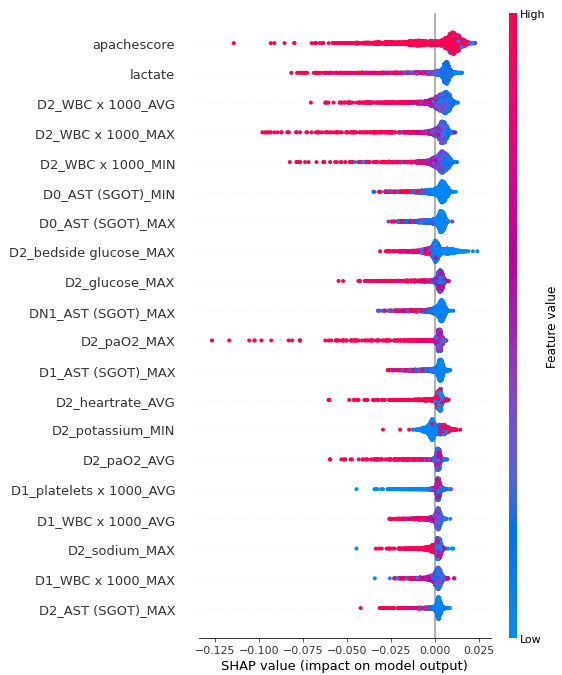 High
apachescore
lactate
D2_WBC x 1000_AVG
D2_WBC x 1000_MAX
D2_WBC x 1000_MIN
D0_AST (SGOT)_MIN
D0_AST (SGOT)_MAX
D2_bedside glucose_MAX
D2_glucose_MAX
DN1_AST (SGOT)_MAX
D2_paO2_MAX
D1_AST (SGOT)_MAX
D2_heartrate_AVG
D2_potassium_MIN
D2_paO2_AVG
D1_platelets x 1000_AVG
D1_WBC x 1000_AVG
D2_sodium_MAX
D1_WBC x 1000_MAX
D2_AST (SGOT)_MAX
Feature value
Low
−0.125 −0.100 −0.075 −0.050 −0.025 0.000 0.025
SHAP value (impact on model output)